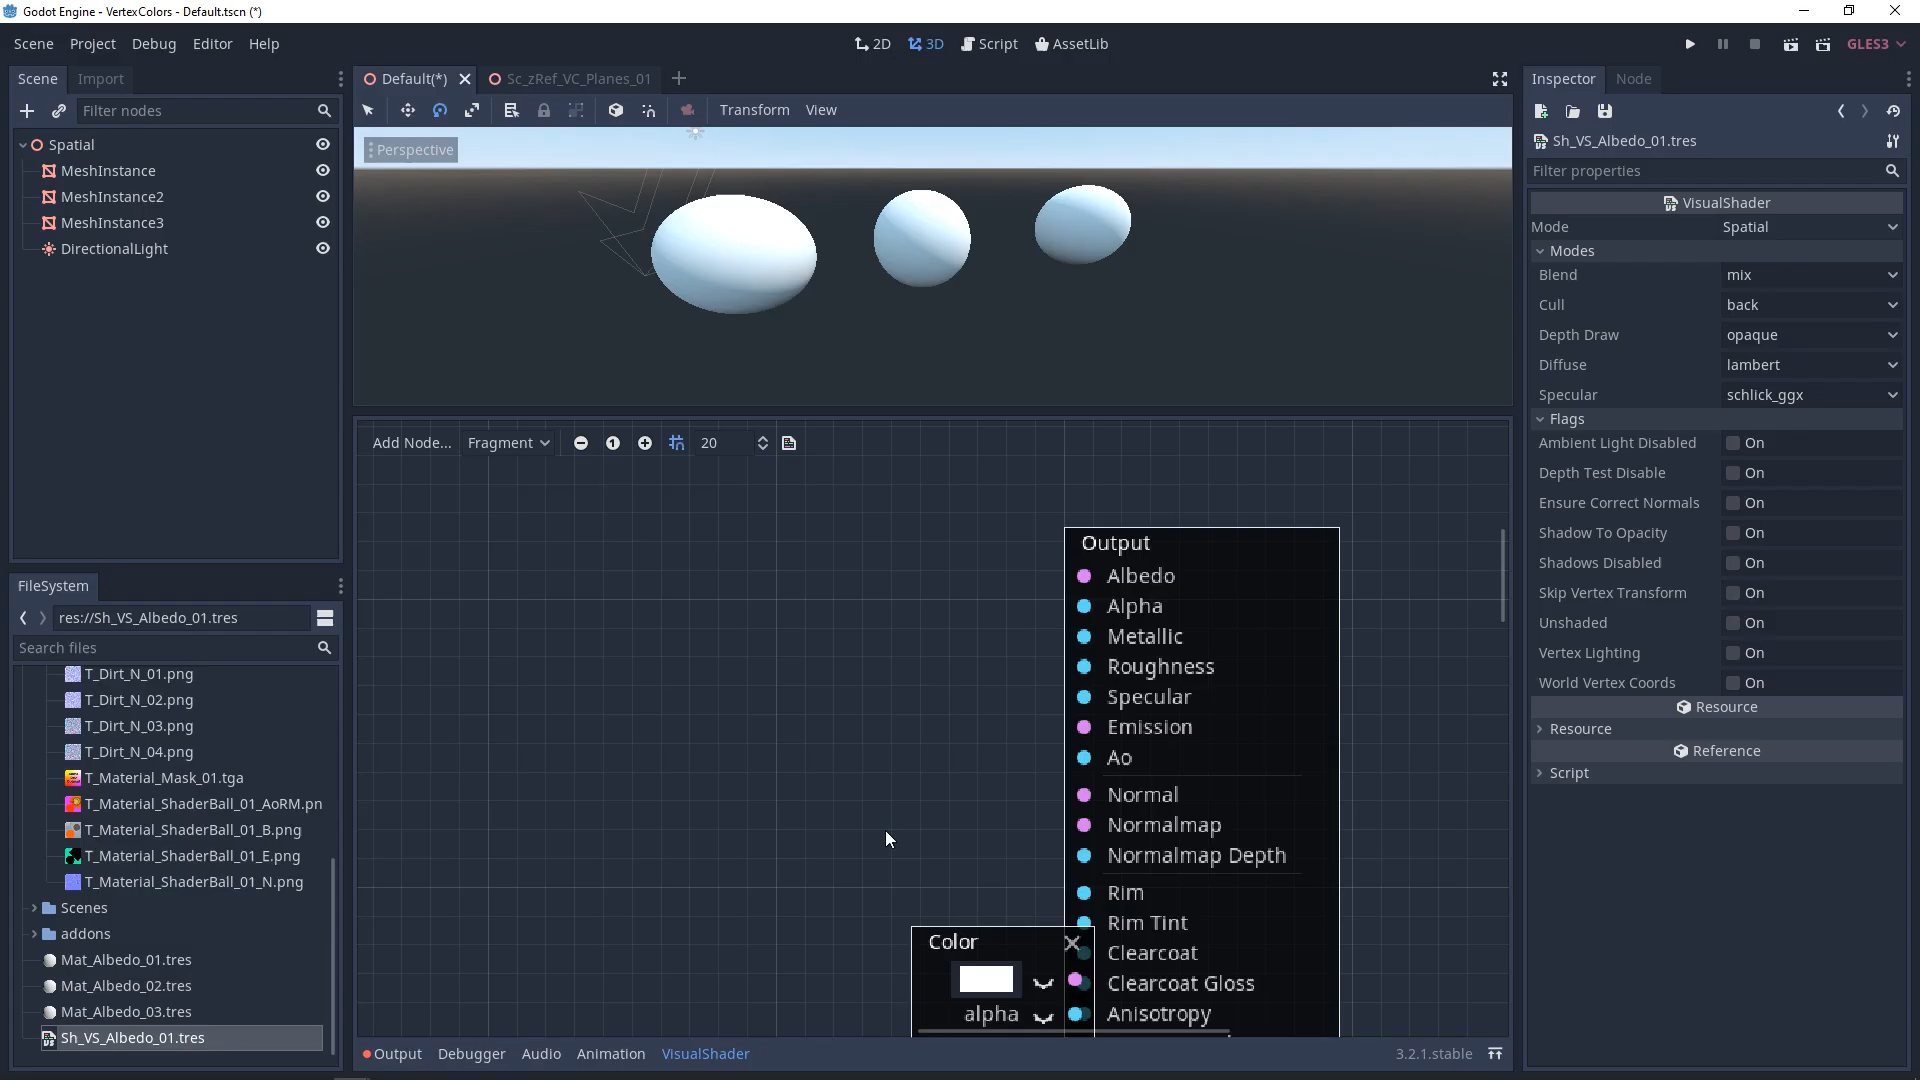 Godot Engine - VertexColors - Default.tscn (*)
Scene Project Debug Editor Help
2D 3D Script AssetLib
GLES3
Scene Import
Filter nodes
Spatial
MeshInstance
MeshInstance2
MeshInstance3
DirectionalLight
FileSystem
res://Sh_VS_Albedo_01.tres
Search files
T_Dirt_N_01.png
T_Dirt_N_02.png
T_Dirt_N_03.png
T_Dirt_N_04.png
T_Material_Mask_01.tga
T_Material_ShaderBall_01_AoRM.pn
T_Material_ShaderBall_01_B.png
T_Material_ShaderBall_01_E.png
T_Material_ShaderBall_01_N.png
Scenes
addons
Mat_Albedo_01.tres
Mat_Albedo_02.tres
Mat_Albedo_03.tres
Sh_VS_Albedo_01.tres
Default(*) Sc_zRef_VC_Planes_01
Transform View
Perspective
Add Node... Fragment 1 20
Output
Albedo
Alpha
Metallic
Roughness
Specular
Emission
Ao
Normal
Normalmap
Normalmap Depth
Rim
Rim Tint
Clearcoat
Clearcoat Gloss
Anisotropy
Color
alpha
Output Debugger Audio Animation VisualShader
3.2.1.stable
Inspector Node
Sh_VS_Albedo_01.tres
Filter properties
VisualShader
Mode Spatial
Modes
Blend mix
Cull back
Depth Draw opaque
Diffuse lambert
Specular schlick_ggx
Flags
Ambient Light Disabled On
Depth Test Disable On
Ensure Correct Normals On
Shadow To Opacity On
Shadows Disabled On
Skip Vertex Transform On
Unshaded On
Vertex Lighting On
World Vertex Coords On
Resource
Resource
Reference
Script